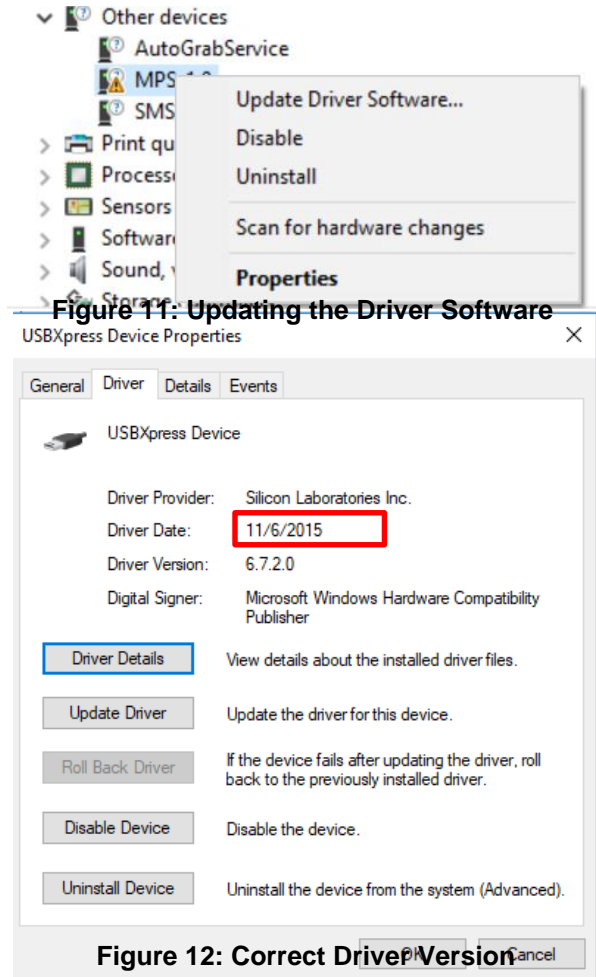 Other devices
AutoGrabService
MPS
SMS
Update Driver Software...
Print qu
Disable
Process
Uninstall
Sensors
Softwar
Scan for hardware changes
Sound,
Properties
Storage
Figure 11: Updating the Driver Software
USBXpress Device Properties
General Driver Details Events
USBXpress Device
Driver Provider: Silicon Laboratories Inc.
Driver Date: 11/6/2015
Driver Version: 6.7.2.0
Digital Signer: Microsoft Windows Hardware Compatibility
Publisher
Driver Details View details about the installed driver files.
Update Driver Update the driver for this device.
Roll Back Driver If the device fails after updating the driver, roll
back to the previously installed driver.
Disable Device Disable the device.
Uninstall Device Uninstall the device from the system (Advanced).
OK Cancel
Figure 12: Correct Driver Version